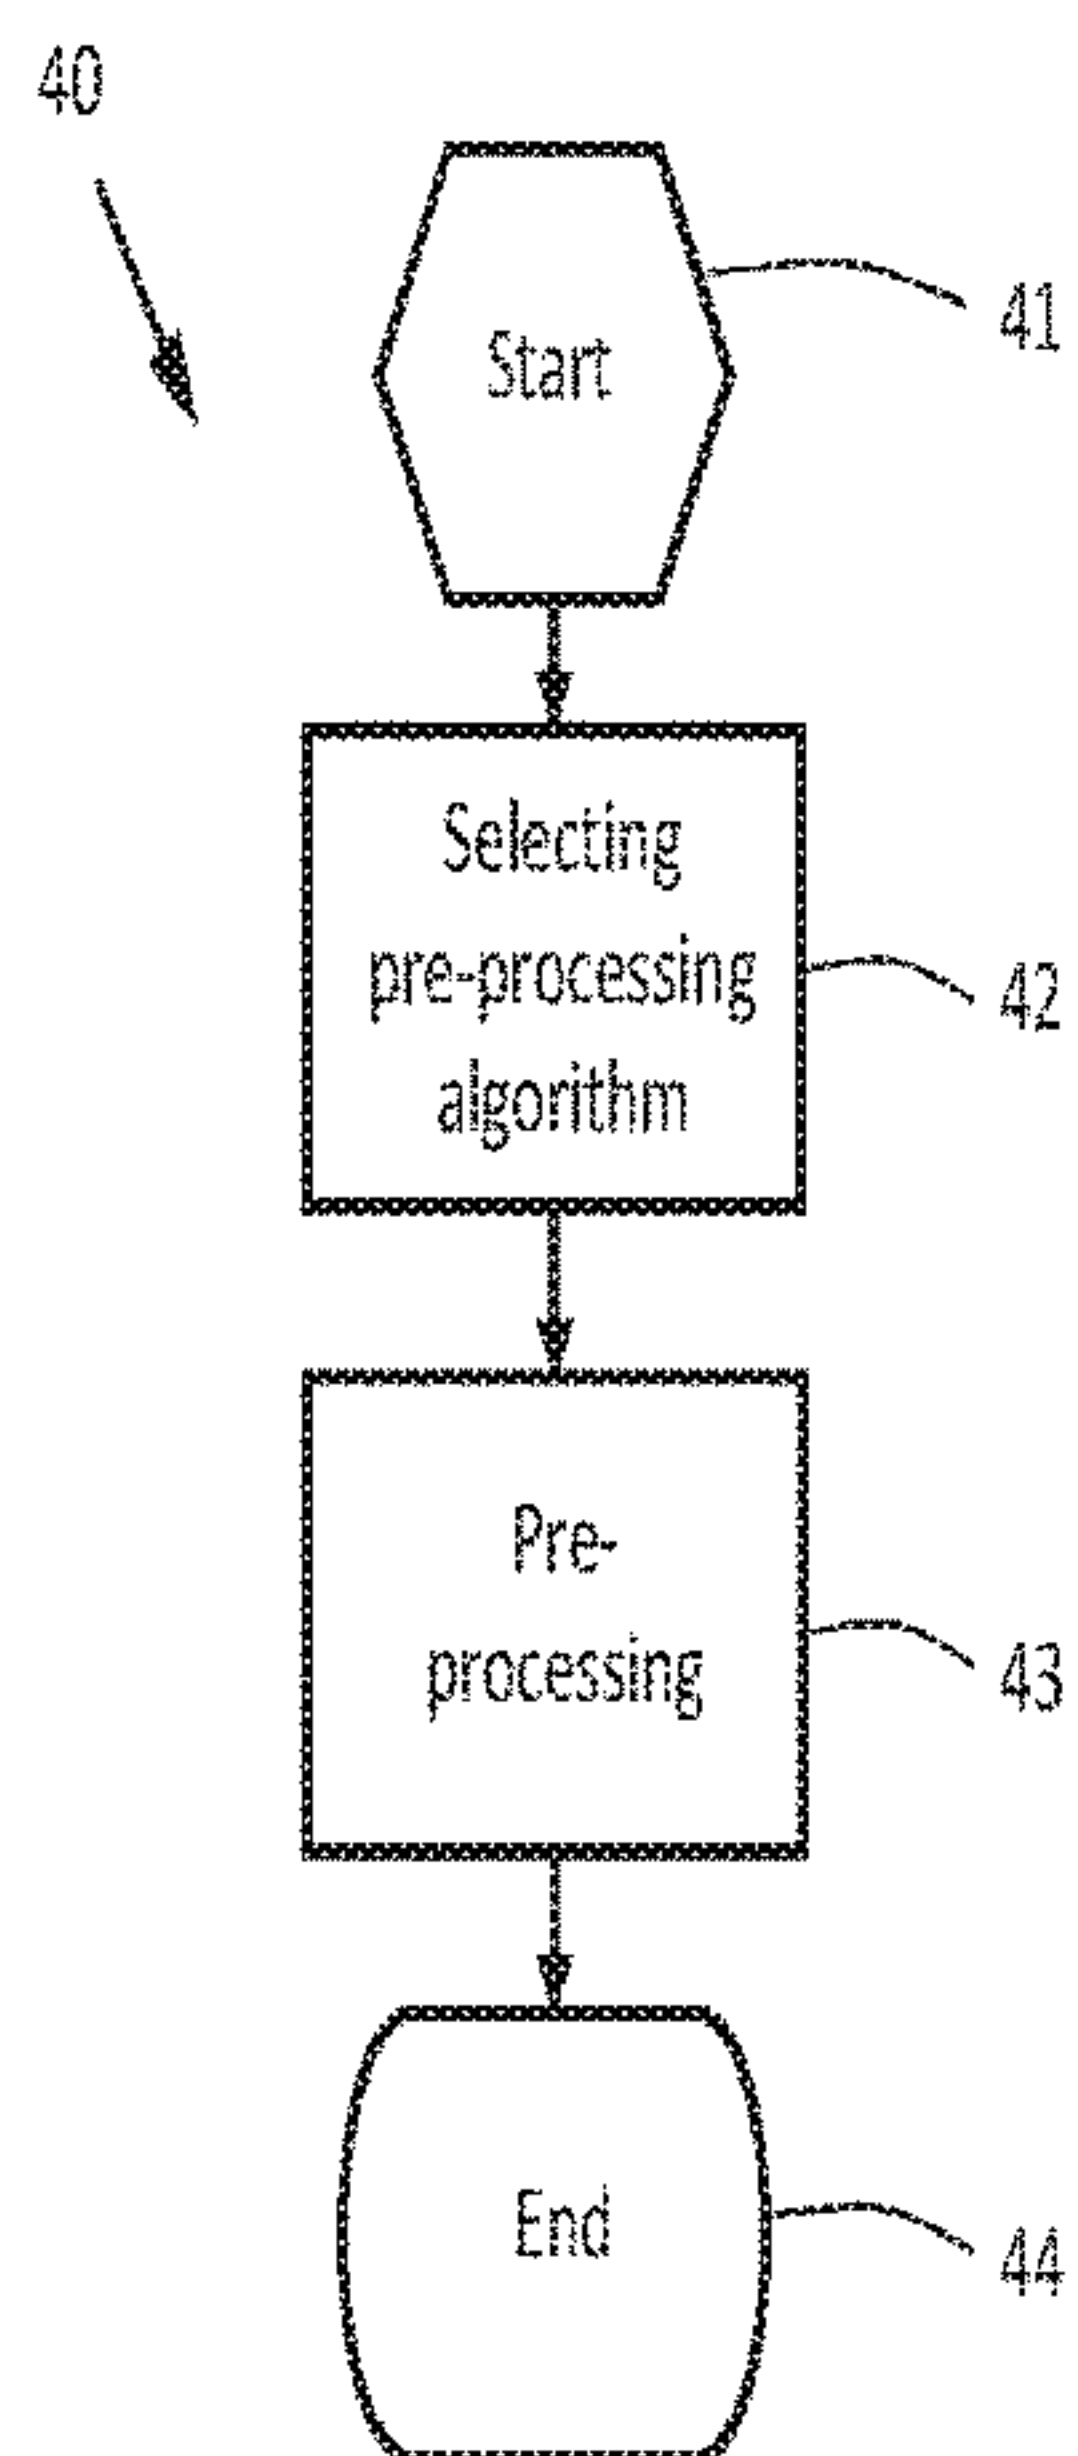 40
Start
41
Selecting
pre-processing
algorithm
42
Pre-
processing
43
End
44